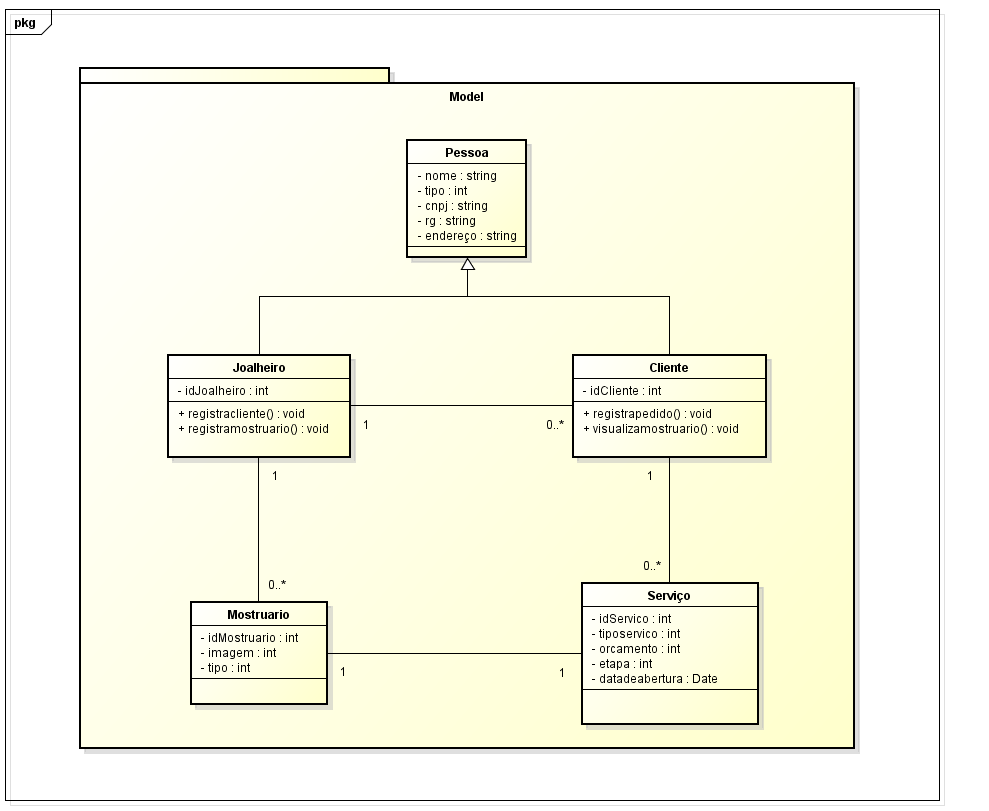 pkg
Model
Pessoa
- nome : string
- tipo : int
- cnpj : string
- rg : string
- endereço : string
Joalheiro
- idJoalheiro : int
+ registracliente() : void
+ registramostruario() : void
Cliente
- idCliente : int
+ registrapedido() : void
+ visualizamostruario() : void
1
0..*
1
1
0..*
0..*
Mostruario
- idMostruario : int
- imagem : int
- tipo : int
Serviço
- idServico : int
- tiposervico : int
- orcamento : int
- etapa : int
- datadeabertura : Date
1
1